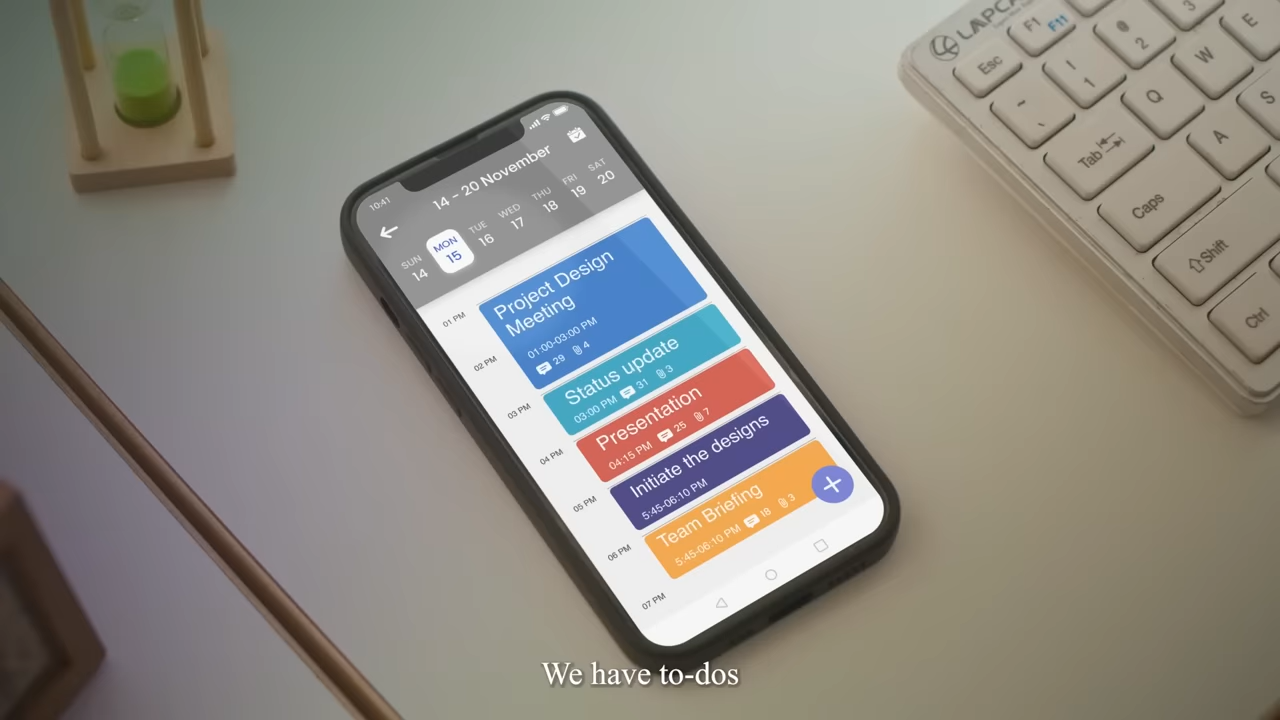 10:41
14 - 20 November
SUN MON TUE WED THU FRI SAT
14 15 16 17 18 19 20
01 PM
Project Design
Meeting
01:00-03:00 PM
29 4
02 PM
03 PM
Status update
03:00 PM 31 3
04 PM
Presentation
04:15 PM 25 7
05 PM
Initiate the designs
5:45-06:10 PM
06 PM
Team Briefing
5:45-06:10 PM 18 3
07 PM
LAPCA
Esc F1 F11
~ ! 1 @ 2 3
Tab Q W E
Caps A S
Shift
Ctrl
We have to-dos